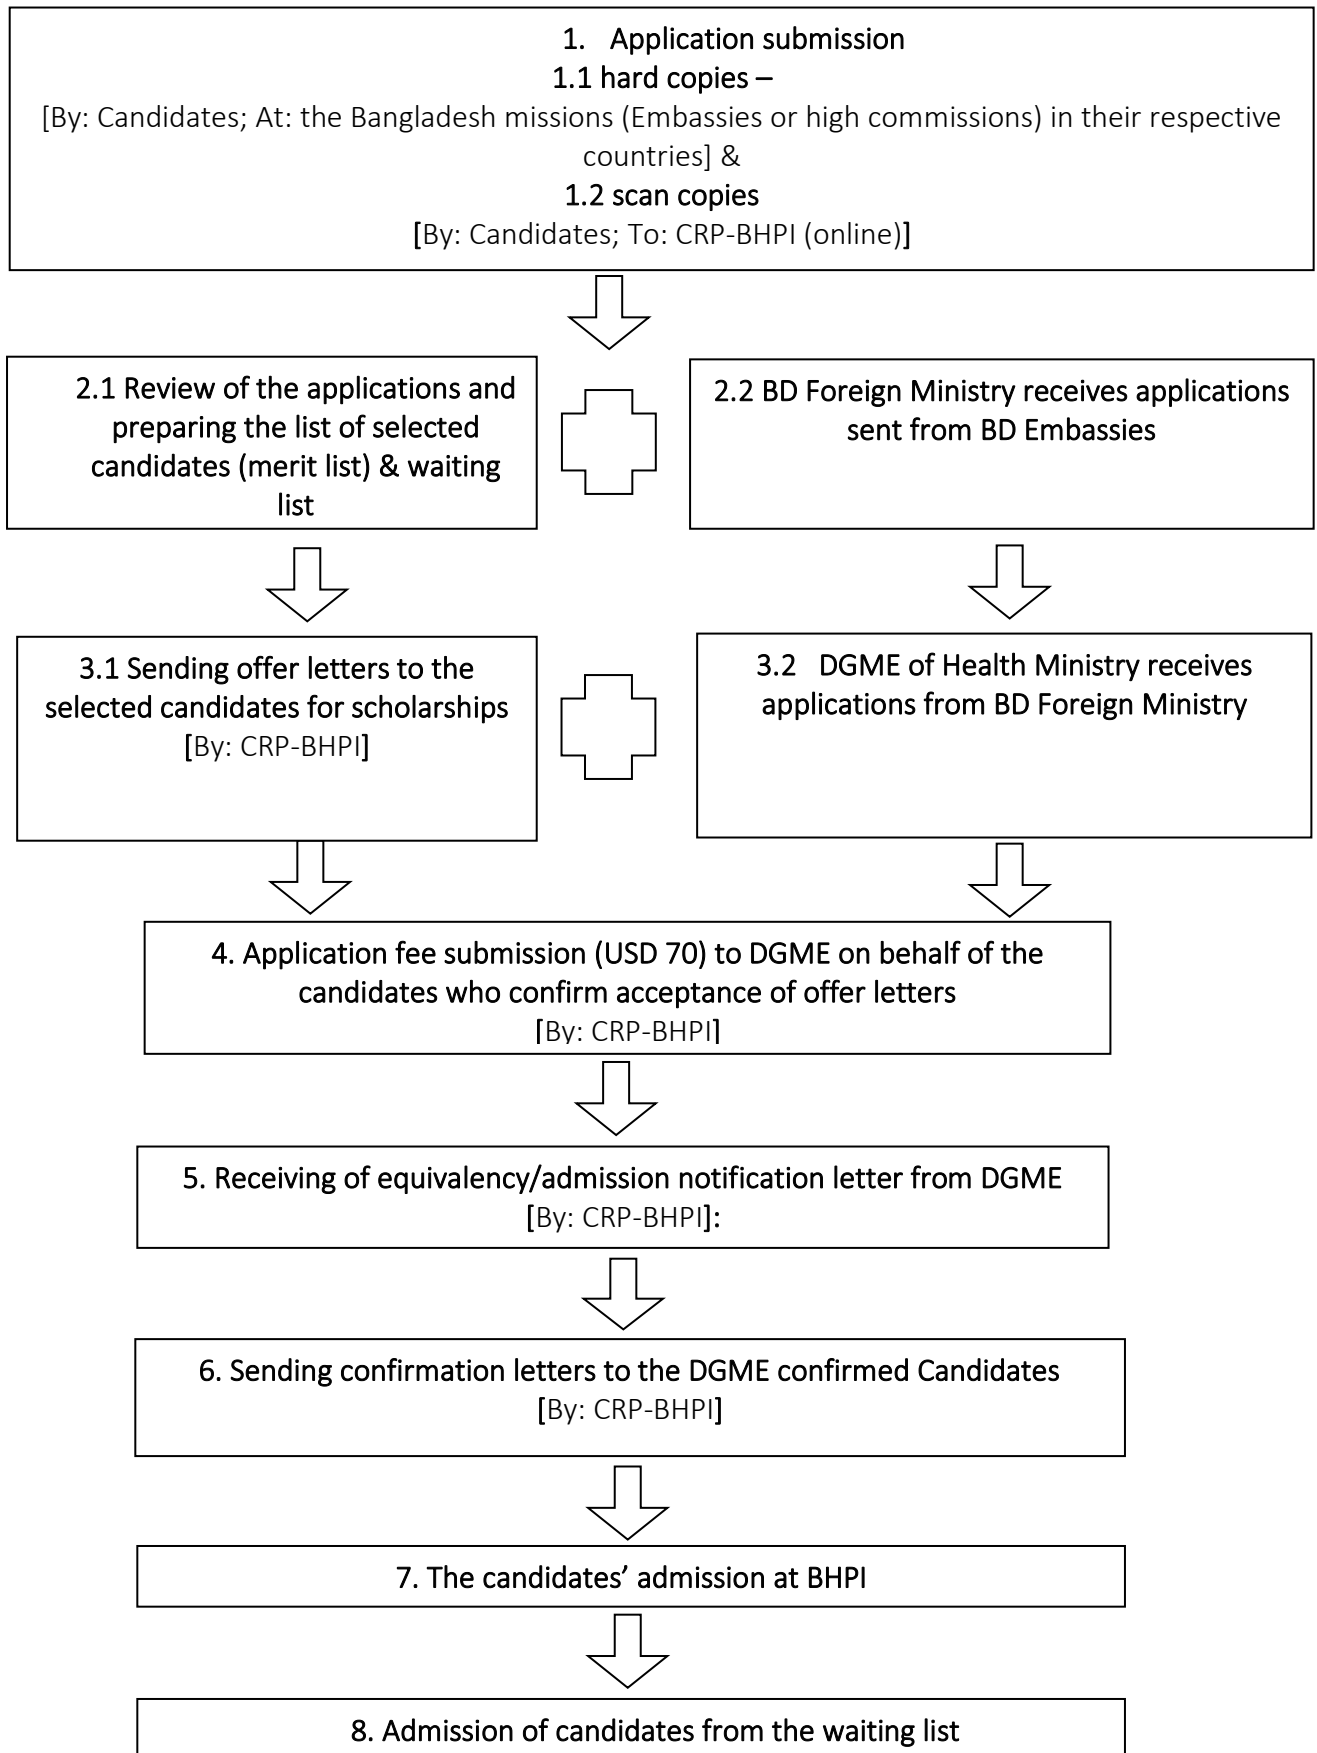 1. Application submission
1.1 hard copies –
[By: Candidates; At: the Bangladesh missions (Embassies or high commissions) in their respective
countries] &
1.2 scan copies
[By: Candidates; To: CRP-BHPI (online)]
2.1 Review of the applications and
preparing the list of selected
candidates (merit list) & waiting
list
2.2 BD Foreign Ministry receives applications
sent from BD Embassies
3.1 Sending offer letters to the
selected candidates for scholarships
[By: CRP-BHPI]
3.2 DGME of Health Ministry receives
applications from BD Foreign Ministry
4. Application fee submission (USD 70) to DGME on behalf of the
candidates who confirm acceptance of offer letters
[By: CRP-BHPI]
5. Receiving of equivalency/admission notification letter from DGME
[By: CRP-BHPI]:
6. Sending confirmation letters to the DGME confirmed Candidates
[By: CRP-BHPI]
7. The candidates’ admission at BHPI
8. Admission of candidates from the waiting list